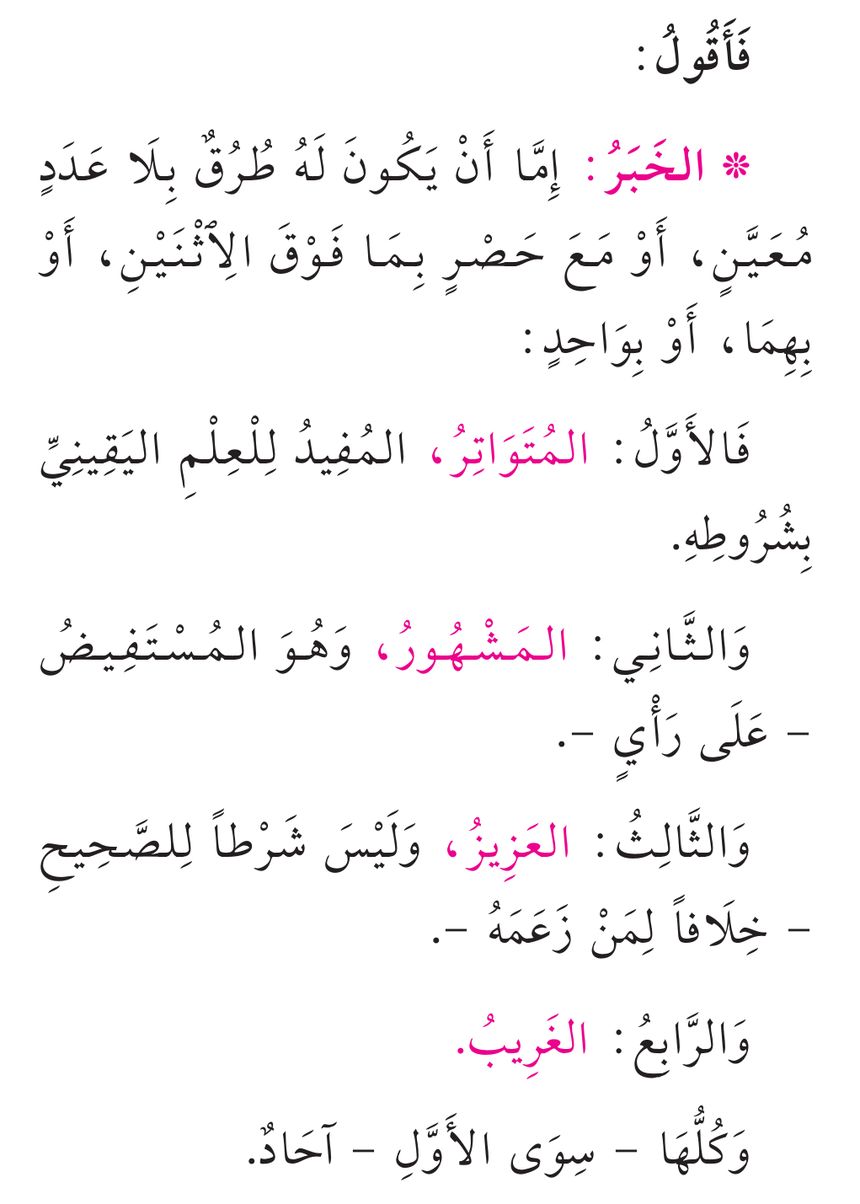 فَأَقُولُ:
❊ الخَبَرُ: إِمَّا أَنْ يَكُونَ لَهُ طُرُقٌ بِلَا عَدَدٍ
مُعَيَّنٍ، أَوْ مَعَ حَصْرٍ بِمَا فَوْقَ الِاثْنَيْنِ، أَوْ
بِهِمَا، أَوْ بِوَاحِدٍ:
فَالأَوَّلُ: المُتَوَاتِرُ، المُفِيدُ لِلْعِلْمِ اليَقِينِيِّ
بِشُرُوطِهِ.
وَالثَّانِي: المَشْهُورُ، وَهُوَ المُسْتَفِيضُ
– عَلَى رَأْيٍ –.
وَالثَّالِثُ: العَزِيزُ، وَلَيْسَ شَرْطاً لِلصَّحِيحِ
– خِلَافاً لِمَنْ زَعَمَهُ –.
وَالرَّابِعُ: الغَرِيبُ.
وَكُلُّهَا – سِوَى الأَوَّلِ – آحَادٌ.